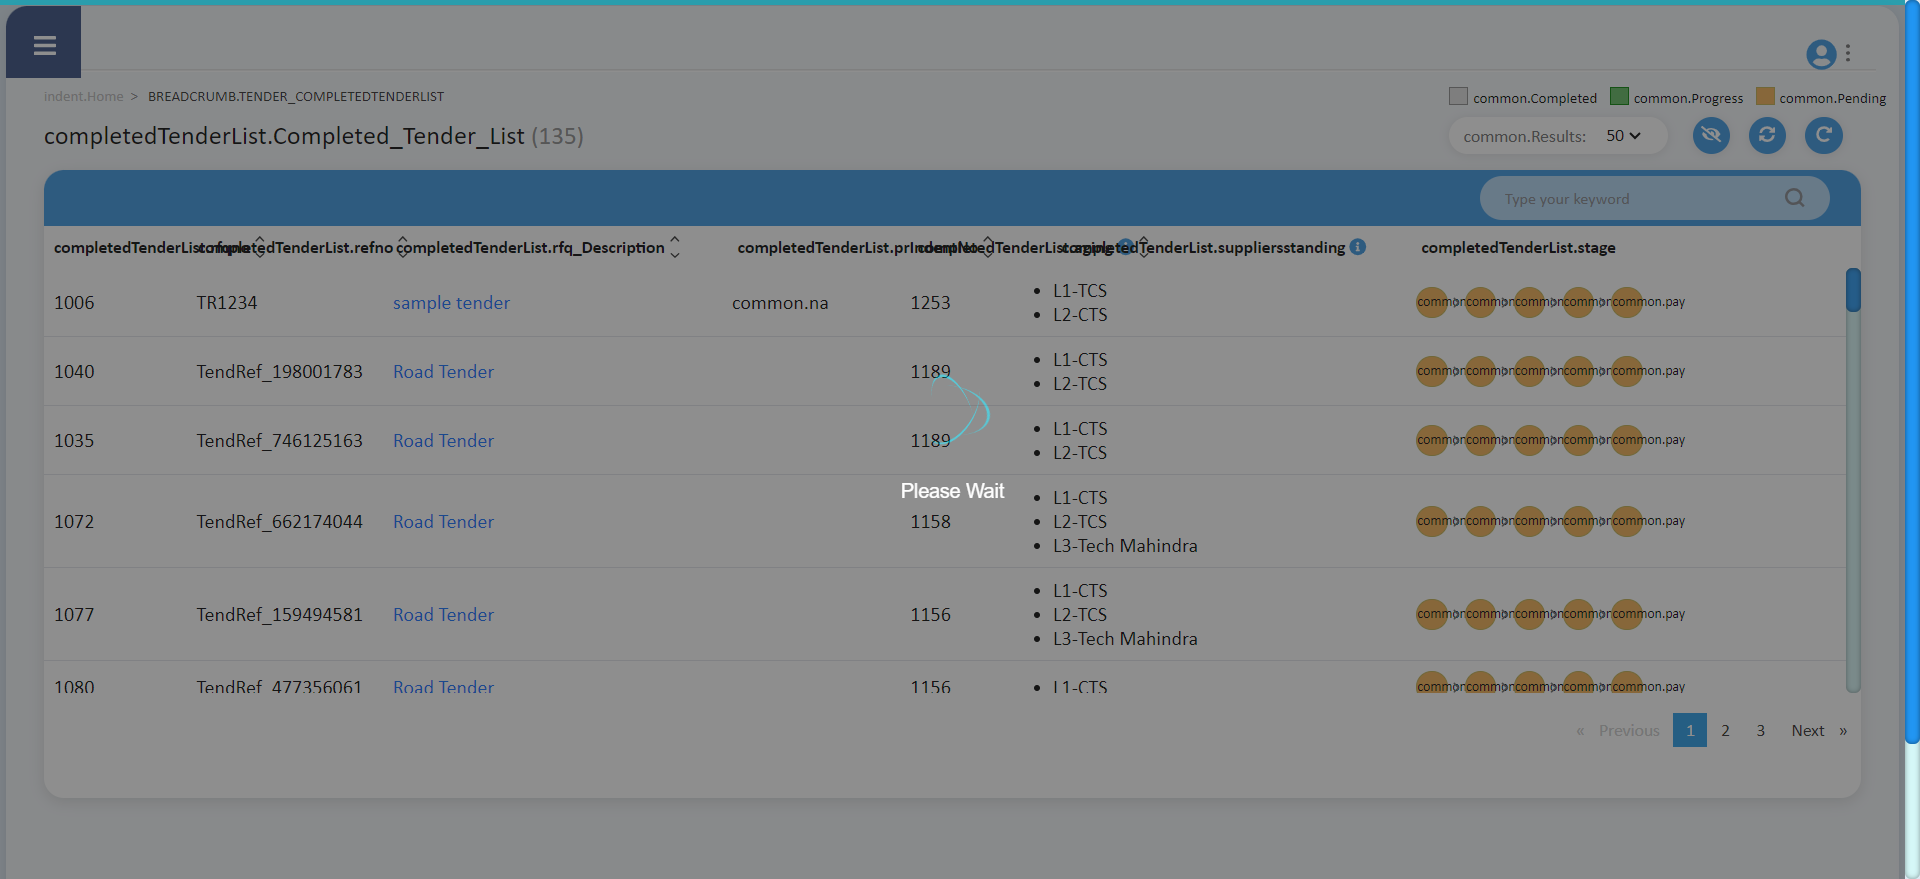 indent.Home > BREADCRUMB.TENDER_COMPLETEDTENDERLIST
common.Completed common.Progress common.Pending
completedTenderList.Completed_Tender_List (135)
common.Results: 50
Type your keyword
completedTenderList.rfqno completedTenderList.refno completedTenderList.rfq_Description completedTenderList.prIndentNo completedTenderList.aging completedTenderList.suppliersstanding completedTenderList.stage
1006 TR1234 sample tender common.na 1253 • L1-TCS
• L2-CTS
common common common common common.pay
1040 TendRef_198001783 Road Tender 1189 • L1-CTS
• L2-TCS
common common common common common.pay
1035 TendRef_746125163 Road Tender 1189 • L1-CTS
• L2-TCS
common common common common common.pay
Please Wait
1072 TendRef_662174044 Road Tender 1158 • L1-CTS
• L2-TCS
• L3-Tech Mahindra
common common common common common.pay
1077 TendRef_159494581 Road Tender 1156 • L1-CTS
• L2-TCS
• L3-Tech Mahindra
common common common common common.pay
1080 TendRef_477356061 Road Tender 1156 • L1-CTS
common common common common common.pay
« Previous 1 2 3 Next »